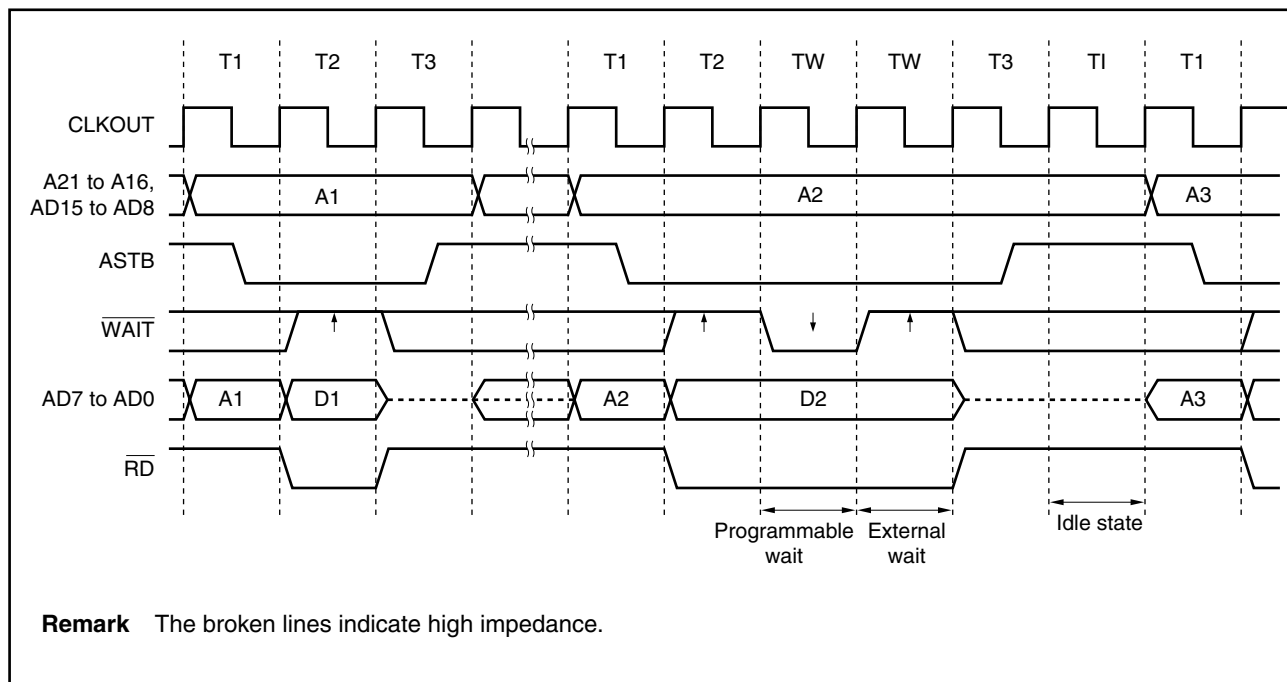 T1 T2 T3 T1 T2 TW TW T3 TI T1
CLKOUT
A21 to A16,
AD15 to AD8
A1 A2 A3
ASTB
WAIT
AD7 to AD0 A1 D1 A2 D2 A3
RD
Programmable
wait
External
wait
Idle state
Remark The broken lines indicate high impedance.